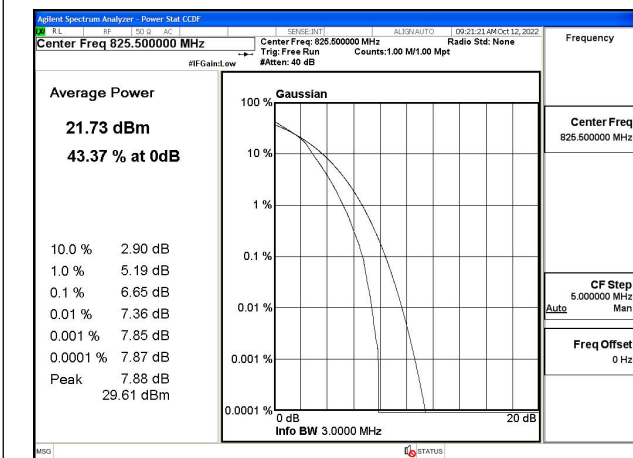 Agilent Spectrum Analyzer - Power Stat CCDF
LXI RL RF 50 Ω AC SENSE:INT ALIGN AUTO 09:21:21 AM Oct 12, 2022
Center Freq 825.500000 MHz
Center Freq: 825.500000 MHz Radio Std: None
Trig: Free Run Counts:1.00 M/1.00 Mpt
#IFGain:Low #Atten: 40 dB
Frequency
Center Freq
825.500000 MHz
CF Step
5.000000 MHz
Auto Man
Freq Offset
0 Hz
Average Power
21.73 dBm
43.37 % at 0dB
10.0 % 2.90 dB
1.0 % 5.19 dB
0.1 % 6.65 dB
0.01 % 7.36 dB
0.001 % 7.85 dB
0.0001 % 7.87 dB
Peak 7.88 dB
29.61 dBm
Gaussian
100 %
10 %
1 %
0.1 %
0.01 %
0.001 %
0.0001 %
0 dB 20 dB
Info BW 3.0000 MHz
MSG STATUS